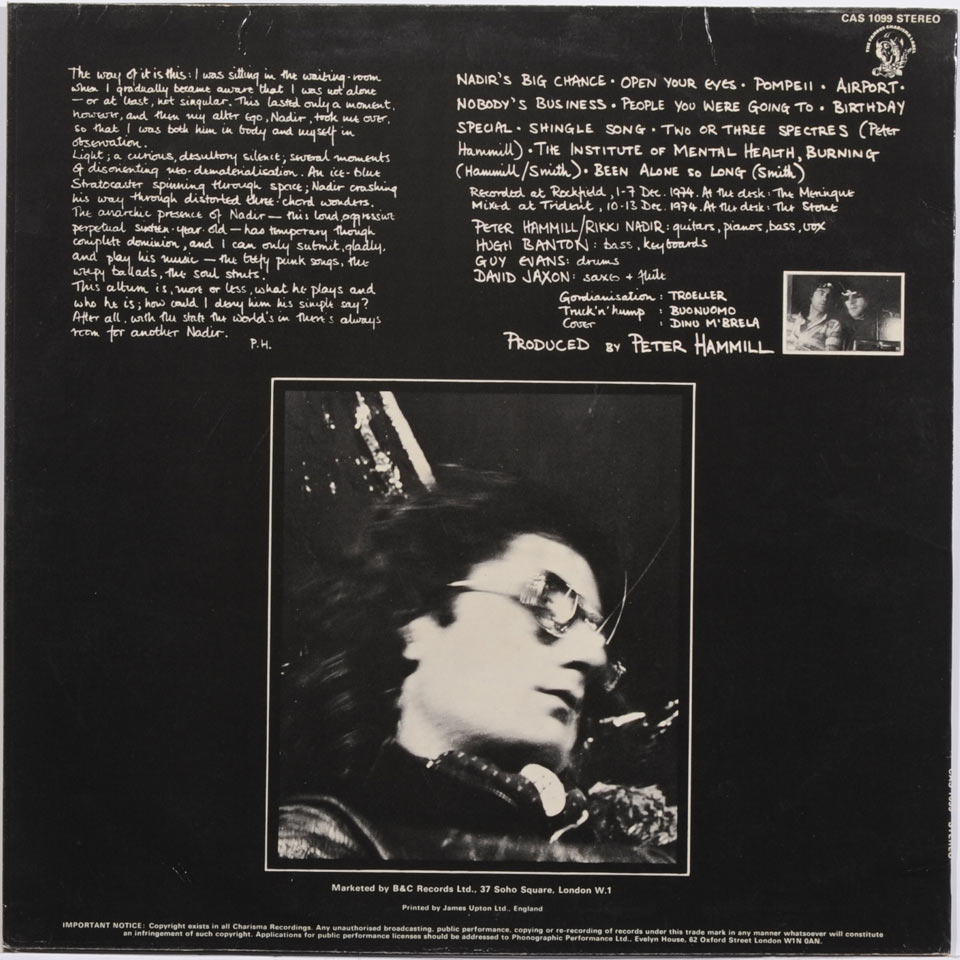 CAS 1099 STEREO
THE FAMOUS CHARISMA LABEL
The way of it is this: I was sitting in the waiting-room
when I gradually became aware that I was not alone
— or at least, not singular. This lasted only a moment,
however, and then my alter ego, Nadir, took me over,
so that I was both him in body and myself in
observation.
Light; a curious, desultory silence; several moments
of disorienting neo-dematerialisation. An ice-blue
Stratocaster spinning through space; Nadir crashing
his way through distorted three-chord wonders.
The anarchic presence of Nadir — this loud, aggressive
perpetual sixteen-year-old — has temporary though
complete dominion, and I can only submit, gladly,
and play his music — the beefy punk songs, the
weepy ballads, the soul struts.
This album is, more or less, what he plays and
who he is; how could I deny him his simple say?
After all, with the state the world's in there's always
room for another Nadir.
P.H.
NADIR'S BIG CHANCE · OPEN YOUR EYES · POMPEII · AIRPORT ·
NOBODY'S BUSINESS · PEOPLE YOU WERE GOING TO · BIRTHDAY
SPECIAL · SHINGLE SONG · TWO OR THREE SPECTRES (Peter
Hammill) · THE INSTITUTE OF MENTAL HEALTH, BURNING
(Hammill/Smith) · BEEN ALONE SO LONG (Smith)
Recorded at Rockfield, 1-7 Dec. 1974. At the desk: The Meringue
Mixed at Trident, 10-13 Dec. 1974. At the desk: The Stone
PETER HAMMILL/RIKKI NADIR: guitars, pianos, bass, vox
HUGH BANTON: bass, keyboards
GUY EVANS: drums
DAVID JAXON: saxes + flute
Gordianisation : TROELLER
Truck'n'hump : BUONUOMO
Cover : DINU M'BRELA
PRODUCED BY PETER HAMMILL
CAS 1099 STEREO
Marketed by B&C Records Ltd., 37 Soho Square, London W.1
Printed by James Upton Ltd., England
IMPORTANT NOTICE: Copyright exists in all Charisma Recordings. Any unauthorised broadcasting, public performance, copying or re-recording of records under this trade mark in any manner whatsoever will constitute
an infringement of such copyright. Applications for public performance licenses should be addressed to Phonographic Performance Ltd., Evelyn House, 62 Oxford Street London W1N 0AN.